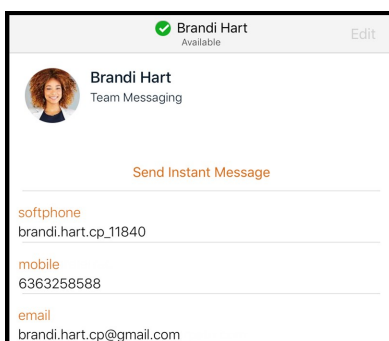 Brandi Hart
Available
Edit
Brandi Hart
Team Messaging
Send Instant Message
softphone
brandi.hart.cp_11840
mobile
6363258588
email
brandi.hart.cp@gmail.com